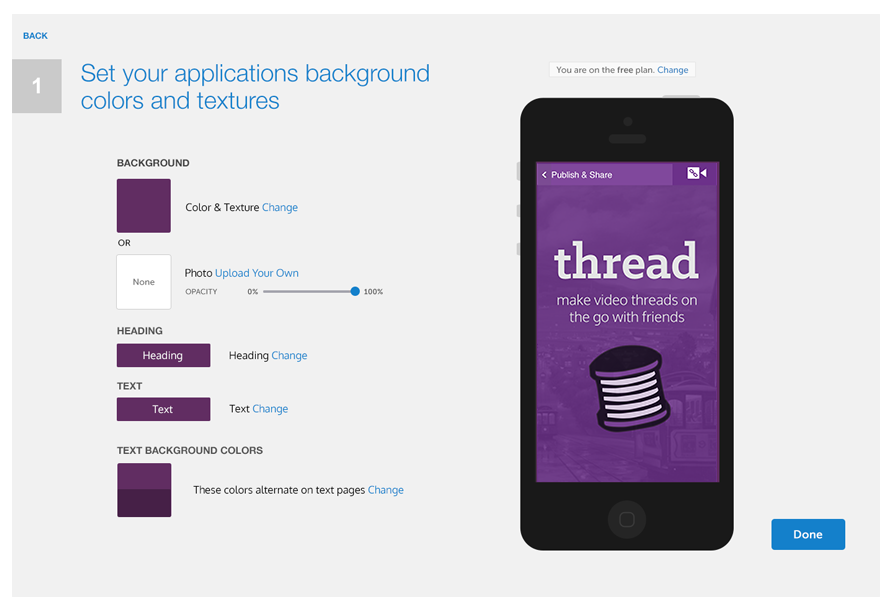 BACK
1
Set your applications background
colors and textures
You are on the free plan. Change
BACKGROUND
Color & Texture Change
OR
None
Photo Upload Your Own
OPACITY 0% 100%
HEADING
Heading
Heading Change
TEXT
Text
Text Change
TEXT BACKGROUND COLORS
These colors alternate on text pages Change
Publish & Share
thread
make video threads on
the go with friends
Done